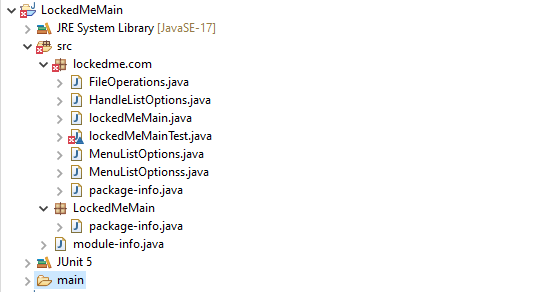 LockedMeMain
JRE System Library [JavaSE-17]
src
lockedme.com
FileOperations.java
HandleListOptions.java
lockedMeMain.java
lockedMeMainTest.java
MenuListOptions.java
MenuListOptionss.java
package-info.java
LockedMeMain
package-info.java
module-info.java
JUnit 5
main